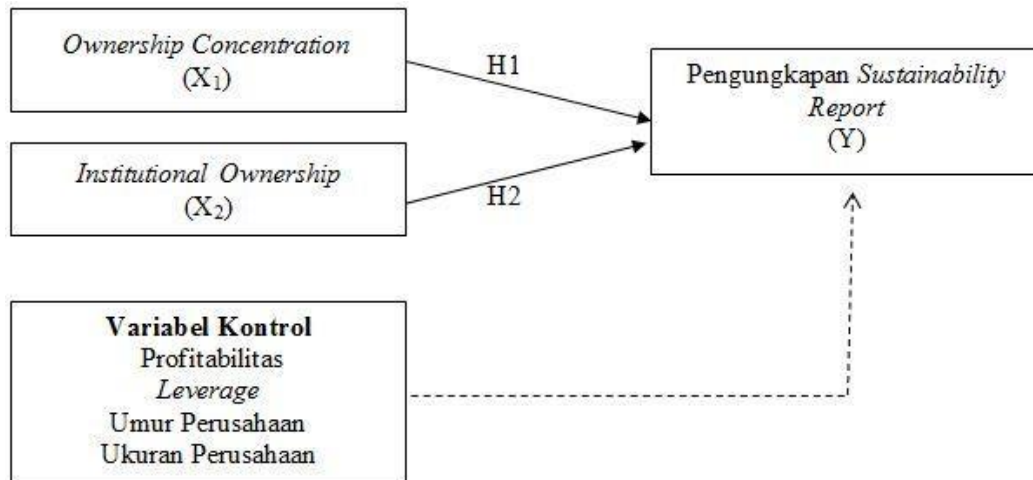 Ownership Concentration
(X₁)
H1
Pengungkapan Sustainability
Report
(Y)
Institutional Ownership
(X₂)
H2
Variabel Kontrol
Profitabilitas
Leverage
Umur Perusahaan
Ukuran Perusahaan